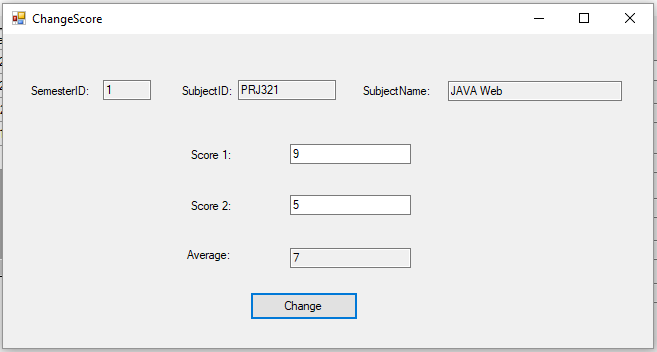 ChangeScore
SemesterID: 1 SubjectID: PRJ321 SubjectName: JAVA Web
Score 1: 9
Score 2: 5
Average: 7
Change